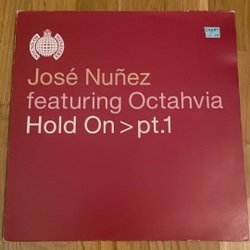 José Nuñez
featuring Octahvia
Hold On > pt.1